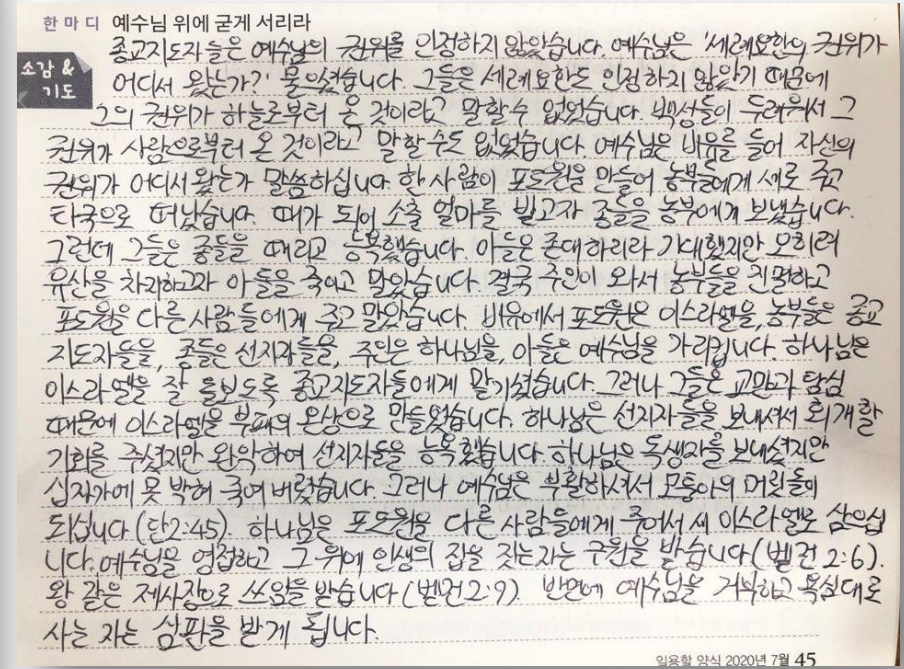 한마디 예수님 위에 굳게 서리라
소감 &
기도
종교지도자들은 예수님의 권위를 인정하지 않았습니다. 예수님은 '세례요한의 권위가
어디서 왔는가?' 물으셨습니다. 그들은 세례요한도 인정하지 않았기 때문에
그의 권위가 하늘로부터 온 것이라고 말할 수 없었습니다. 백성들이 두려워서 그
권위가 사람으로부터 온 것이라고 말할 수도 없었습니다 예수님은 비유를 들어 자신의
권위가 어디서 왔는가 말씀하십니다. 한 사람이 포도원을 만들어 농부들에게 세로 주고
타국으로 떠났습니다. 때가 되어 소출 얼마를 받고자 종들을 농부에게 보냈습니다.
그런데 그들은 종들을 때리고 능욕했습니다. 아들은 존대하리라 기대했지만 오히려
유산을 차지하고자 아들을 죽이고 말았습니다. 결국 주인이 와서 농부들을 진멸하고
포도원을 다른 사람들에게 주고 말았습니다. 비유에서 포도원은 이스라엘을, 농부들은 종교
지도자들을, 종들은 선지자들을, 주인은 하나님을, 아들은 예수님을 가리킵니다. 하나님은
이스라엘을 잘 돌보도록 종교지도자들에게 맡기셨습니다. 그러나 그들은 교만과 탐심
때문에 이스라엘을 부패의 온상으로 만들었습니다. 하나님은 선지자들을 보내셔서 회개할
기회를 주셨지만 완악하여 선지자들을 능욕했습니다. 하나님은 독생자를 보내셨지만
십자가에 못 박혀 죽여 버렸습니다. 그러나 예수님은 부활하셔서 모퉁이의 머릿돌이
되십니다 (단2:45). 하나님은 포도원을 다른 사람들에게 주어서 새 이스라엘로 삼으십
니다. 예수님을 영접하고 그 위에 인생의 집을 짓는자는 구원을 받습니다 (벧전 2:6).
왕 같은 제사장으로 쓰임을 받습니다 (벧전2:9). 반면에 예수님을 거부하고 욕심대로
사는 자는 심판을 받게 됩니다.
일용할 양식 2020년 7월 45